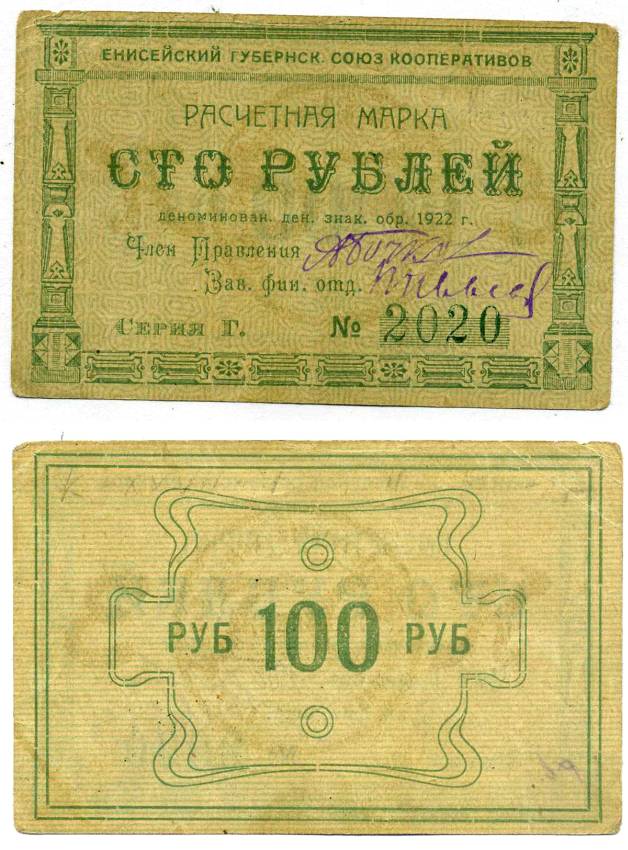 ЕНИСЕЙСКИЙ ГУБЕРНСК. СОЮЗ КООПЕРАТИВОВ
РАСЧЕТНАЯ МАРКА
СТО РУБЛЕЙ
деноминован. ден. знак. обр. 1922 г.
Член Правления
Зав. фин. отд.
Серия Г. № 2020
РУБ 100 РУБ